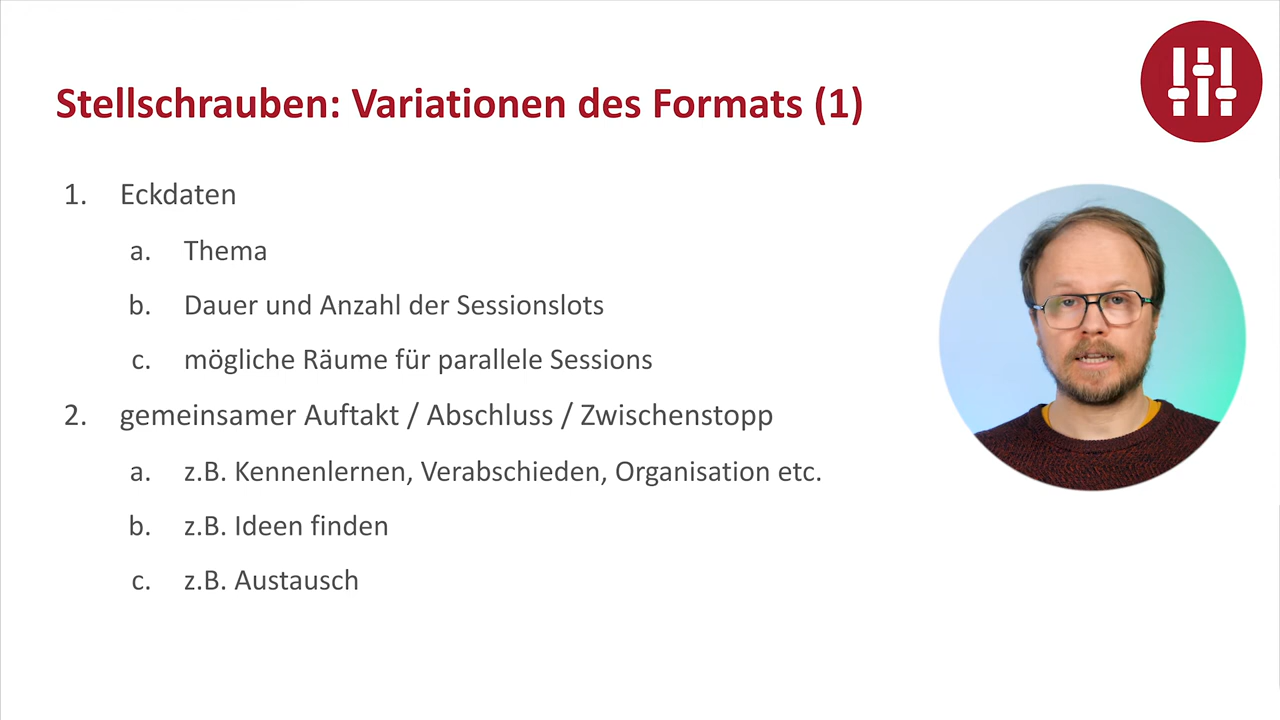 Stellschrauben: Variationen des Formats (1)
1. Eckdaten
a. Thema
b. Dauer und Anzahl der Sessionslots
c. mögliche Räume für parallele Sessions
2. gemeinsamer Auftakt / Abschluss / Zwischenstopp
a. z.B. Kennenlernen, Verabschieden, Organisation etc.
b. z.B. Ideen finden
c. z.B. Austausch